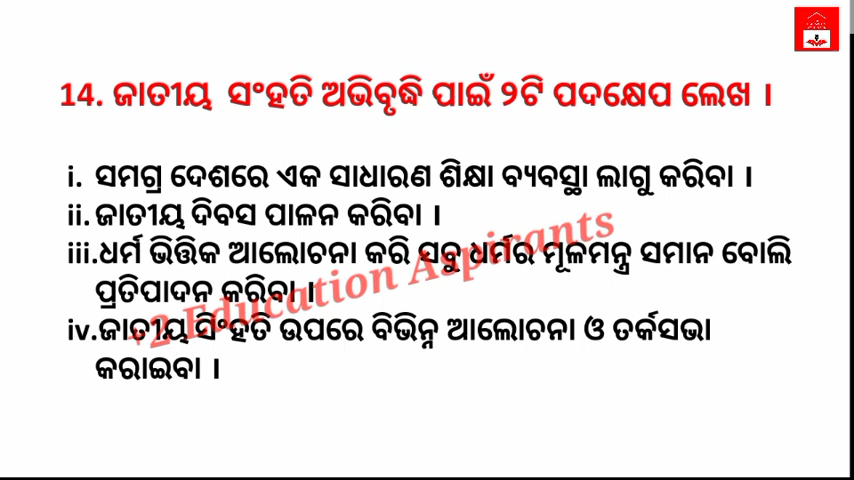 14. ଜାତୀୟ ସଂହତି ଅଭିବୃଦ୍ଧି ପାଇଁ ୨ଟି ପଦକ୍ଷେପ ଲେଖ ।
i. ସମଗ୍ର ଦେଶରେ ଏକ ସାଧାରଣ ଶିକ୍ଷା ବ୍ୟବସ୍ଥା ଲାଗୁ କରିବା ।
ii. ଜାତୀୟ ଦିବସ ପାଳନ କରିବା ।
iii.ଧର୍ମ ଭିତ୍ତିକ ଆଲୋଚନା କରି ସବୁ ଧର୍ମର ମୂଳମନ୍ତ୍ର ସମାନ ବୋଲି
ପ୍ରତିପାଦନ କରିବା ।
iv.ଜାତୀୟ ସଂହତି ଉପରେ ବିଭିନ୍ନ ଆଲୋଚନା ଓ ତର୍କସଭା
କରାଇବା ।
+2 Education Aspirants